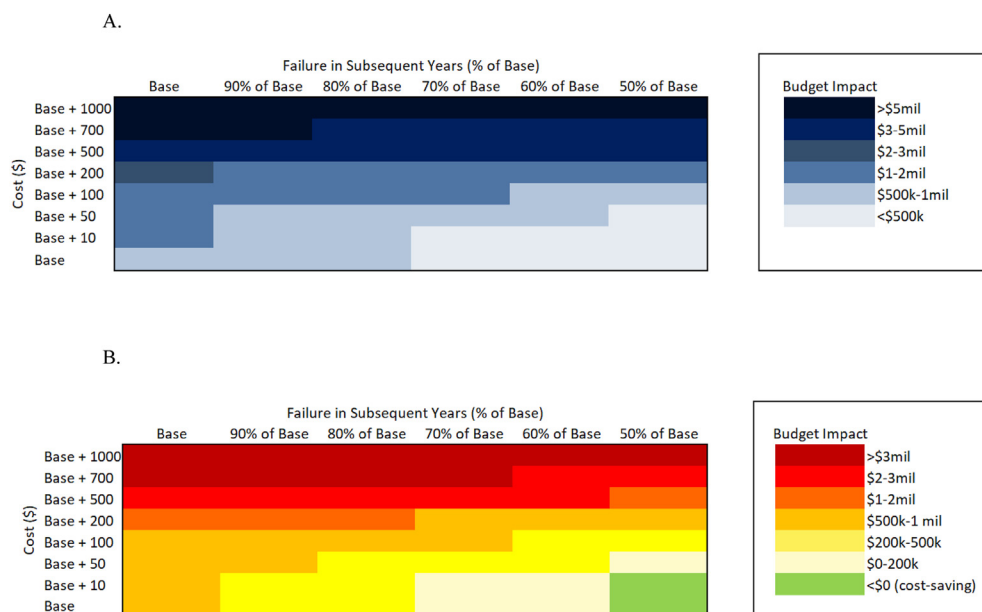 A.
Failure in Subsequent Years (% of Base)
Base 90% of Base 80% of Base 70% of Base 60% of Base 50% of Base
Cost ($)
Base + 1000
Base + 700
Base + 500
Base + 200
Base + 100
Base + 50
Base + 10
Base
Budget Impact
>$5mil
$3-5mil
$2-3mil
$1-2mil
$500k-1mil
<$500k
B.
Failure in Subsequent Years (% of Base)
Base 90% of Base 80% of Base 70% of Base 60% of Base 50% of Base
Cost ($)
Base + 1000
Base + 700
Base + 500
Base + 200
Base + 100
Base + 50
Base + 10
Base
Budget Impact
>$3mil
$2-3mil
$1-2mil
$500k-1 mil
$200k-500k
$0-200k
<$0 (cost-saving)